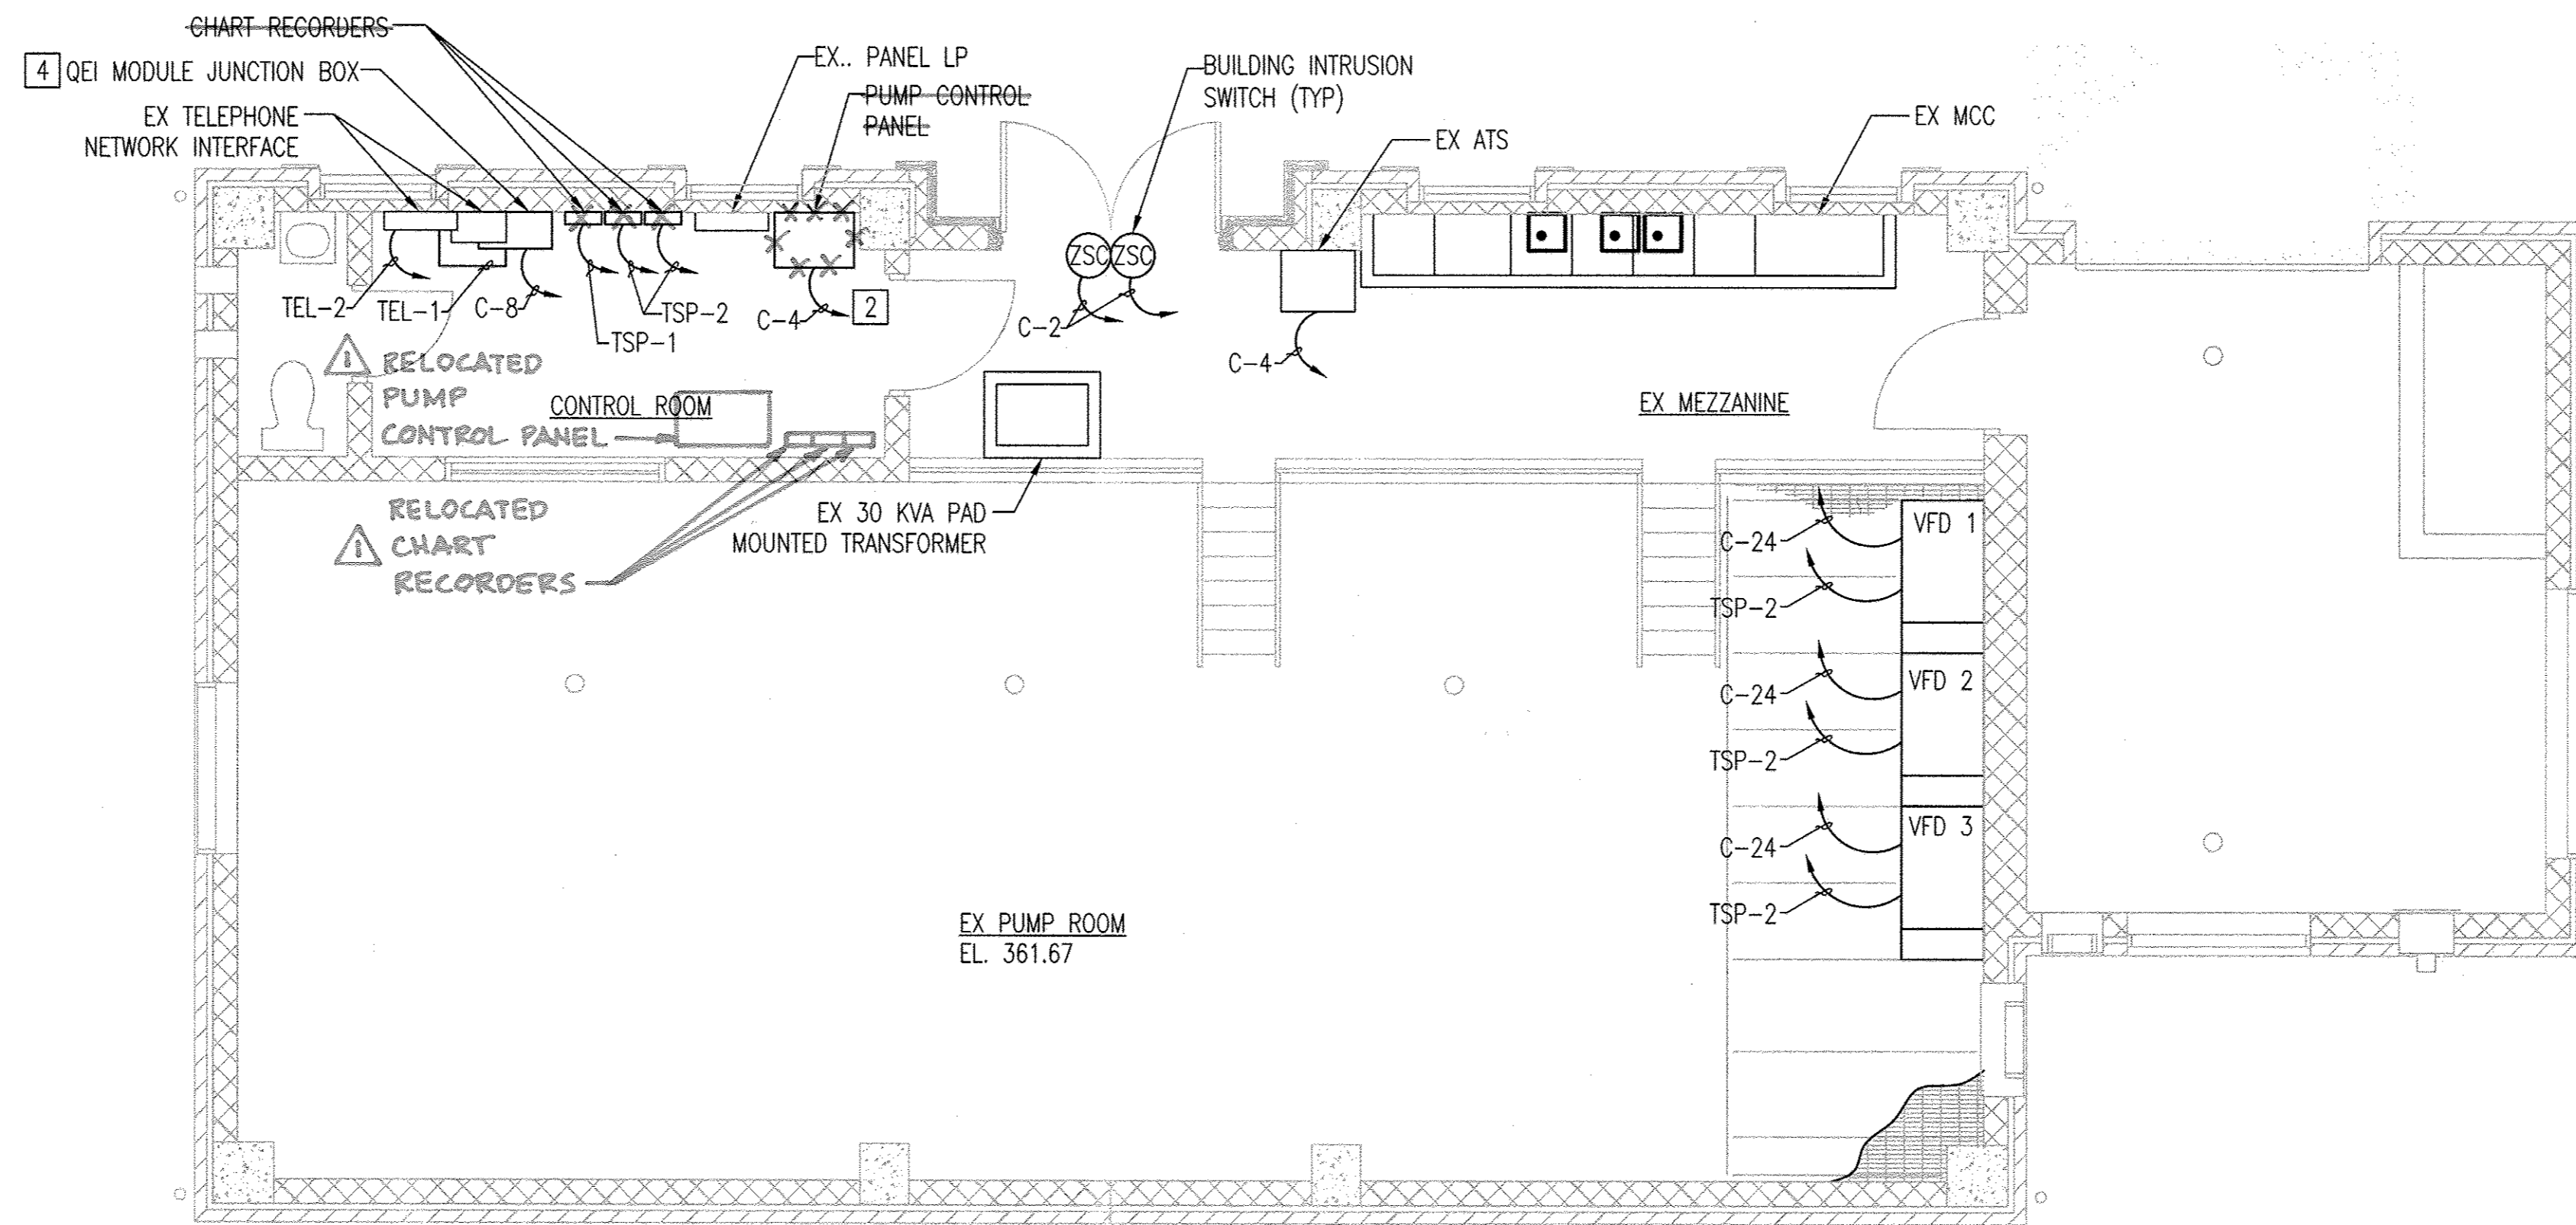 CHART RECORDERS
4 QEI MODULE JUNCTION BOX
EX TELEPHONE
NETWORK INTERFACE
EX.. PANEL LP
PUMP CONTROL
PANEL
BUILDING INTRUSION
SWITCH (TYP)
EX ATS
EX MCC
ZSC ZSC
TEL-2
TEL-1
C-8
TSP-1
TSP-2
C-4
2
C-2
C-4
1 RELOCATED
PUMP
CONTROL PANEL
CONTROL ROOM
EX MEZZANINE
RELOCATED
1 CHART
RECORDERS
EX 30 KVA PAD
MOUNTED TRANSFORMER
C-24
VFD 1
TSP-2
C-24
VFD 2
TSP-2
C-24
VFD 3
TSP-2
EX PUMP ROOM
EL. 361.67